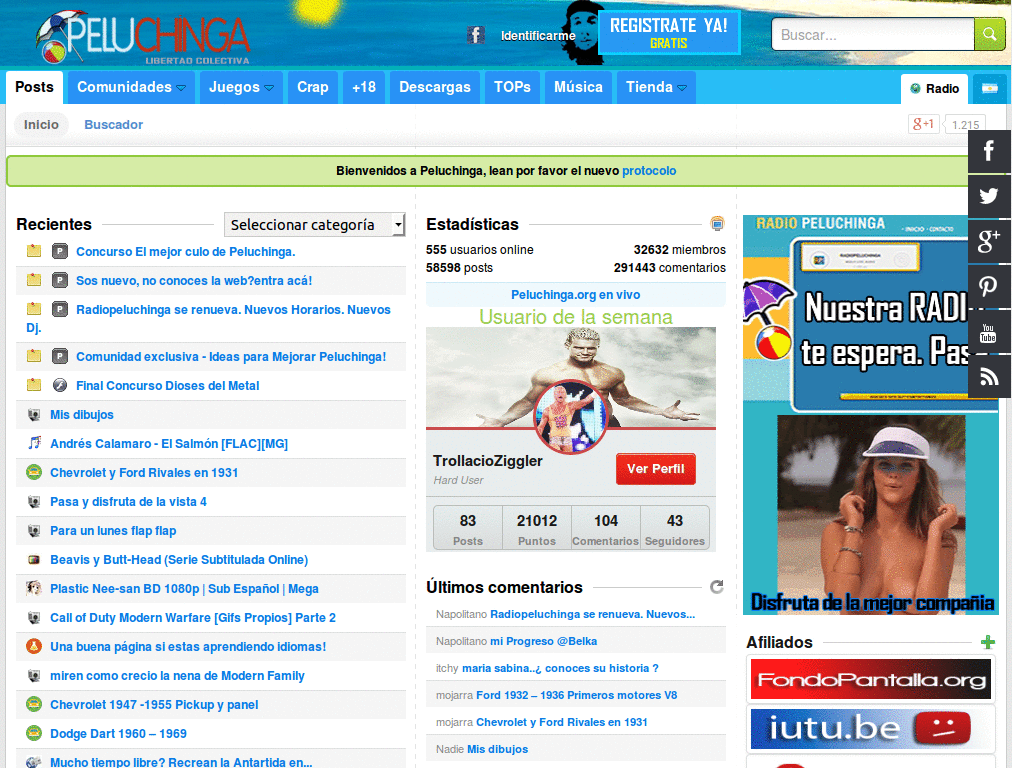 PELUCHINGA
LIBERTAD COLECTIVA
Identificarme
REGISTRATE YA!
GRATIS
Buscar...
Posts
Comunidades
Juegos
Crap
+18
Descargas
TOPs
Música
Tienda
Radio
Inicio
Buscador
g+1
1.215
Bienvenidos a Peluchinga, lean por favor el nuevo protocolo
Recientes
Seleccionar categoría
Concurso El mejor culo de Peluchinga.
Sos nuevo, no conoces la web?entra acá!
Radiopeluchinga se renueva. Nuevos Horarios. Nuevos
Dj.
Comunidad exclusiva - Ideas para Mejorar Peluchinga!
Final Concurso Dioses del Metal
Mis dibujos
Andrés Calamaro - El Salmón [FLAC][MG]
Chevrolet y Ford Rivales en 1931
Pasa y disfruta de la vista 4
Para un lunes flap flap
Beavis y Butt-Head (Serie Subtitulada Online)
Plastic Nee-san BD 1080p | Sub Español | Mega
Call of Duty Modern Warfare [Gifs Propios] Parte 2
Una buena página si estas aprendiendo idiomas!
miren como crecio la nena de Modern Family
Chevrolet 1947 -1955 Pickup y panel
Dodge Dart 1960 – 1969
Mucho tiempo libre? Recrean la Antartida en...
Estadísticas
555 usuarios online
32632 miembros
58598 posts
291443 comentarios
Peluchinga.org en vivo
Usuario de la semana
TrollacioZiggler
Hard User
Ver Perfil
83
21012
104
43
Posts
Puntos
Comentarios
Seguidores
Últimos comentarios
Napolitano Radiopeluchinga se renueva. Nuevos...
Napolitano mi Progreso @Belka
itchy maria sabina..¿ conoces su historia ?
mojarra Ford 1932 – 1936 Primeros motores V8
mojarra Chevrolet y Ford Rivales en 1931
Nadie Mis dibujos
RADIO PELUCHINGA
- INICIO - CONTACTO
RADIOPELUCHINGA
Nuestra RADI
te espera. Pas
Disfruta de la mejor compañia
You
Tube
Afiliados
FondoPantalla.org
iutu.be